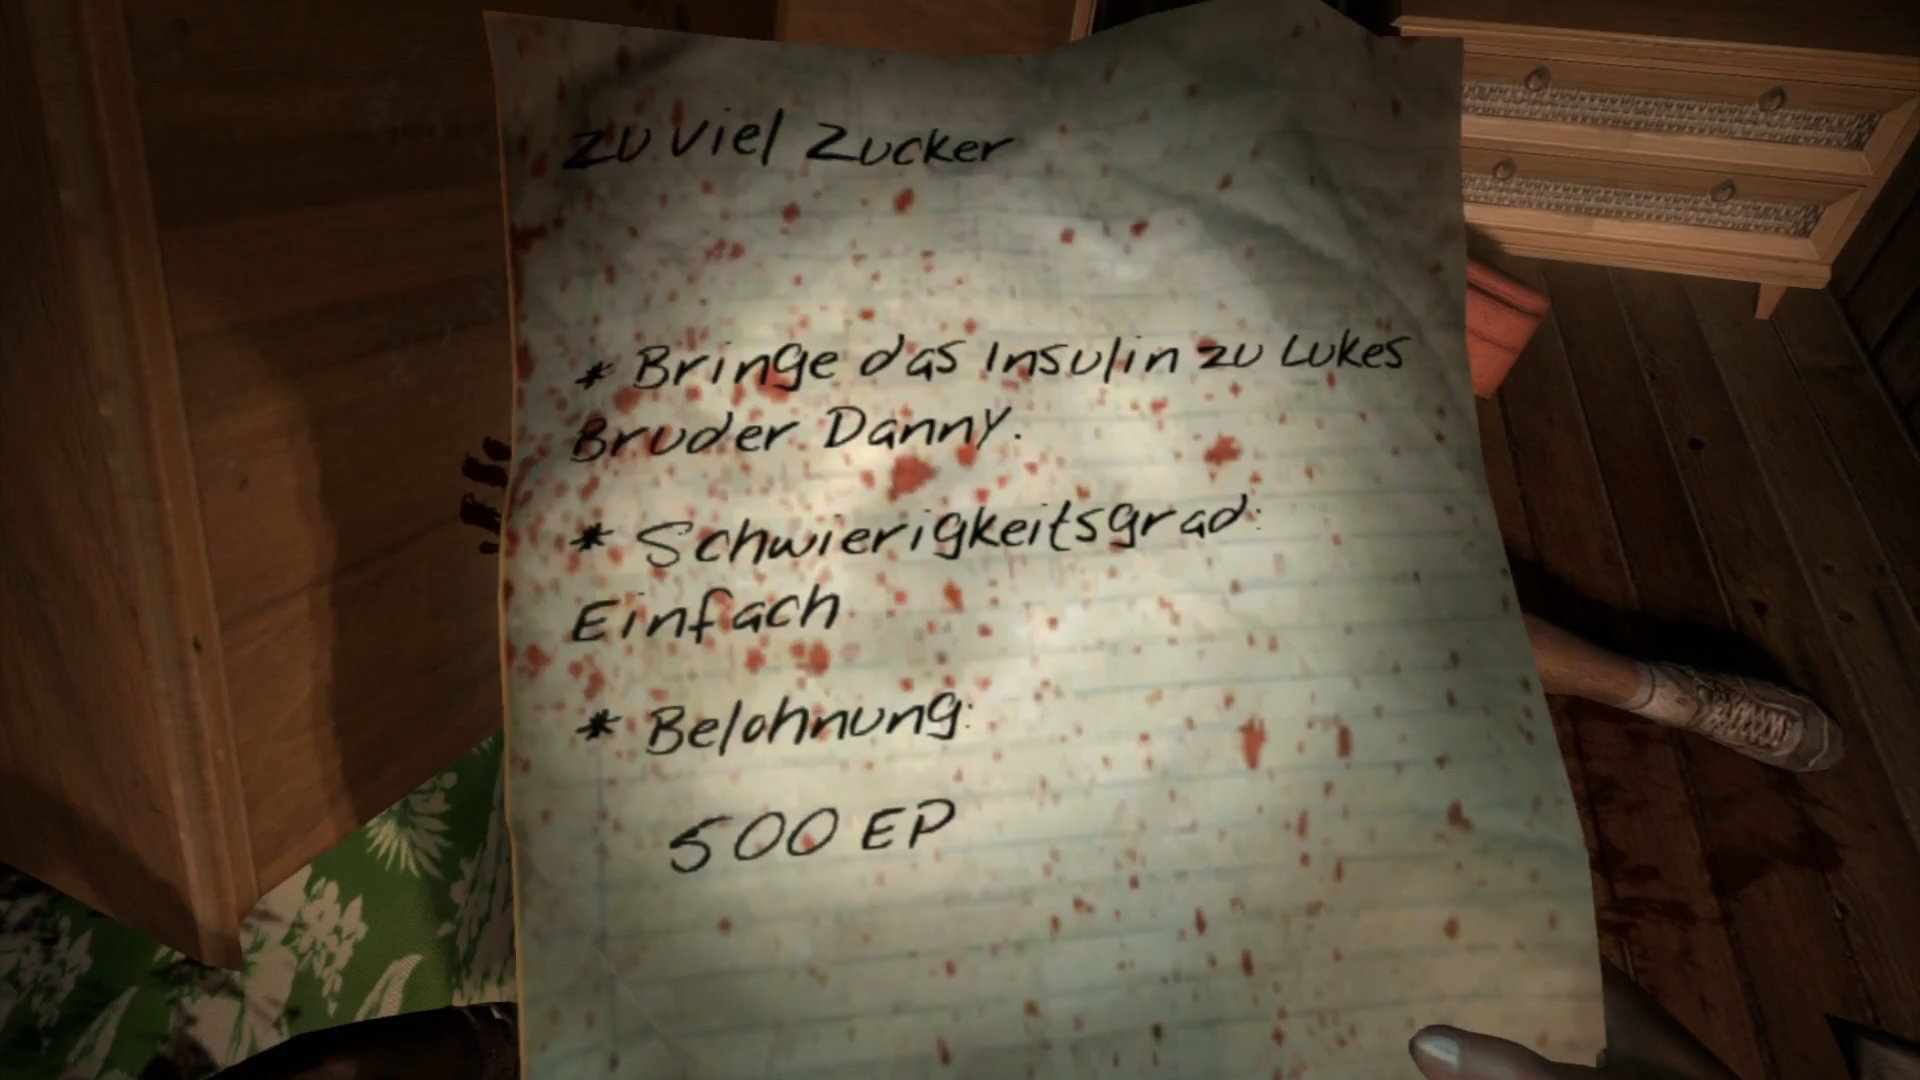 zu viel Zucker
* Bringe das Insulin zu Lukes
Bruder Danny.
* Schwierigkeitsgrad:
Einfach
* Belohnung:
500 EP